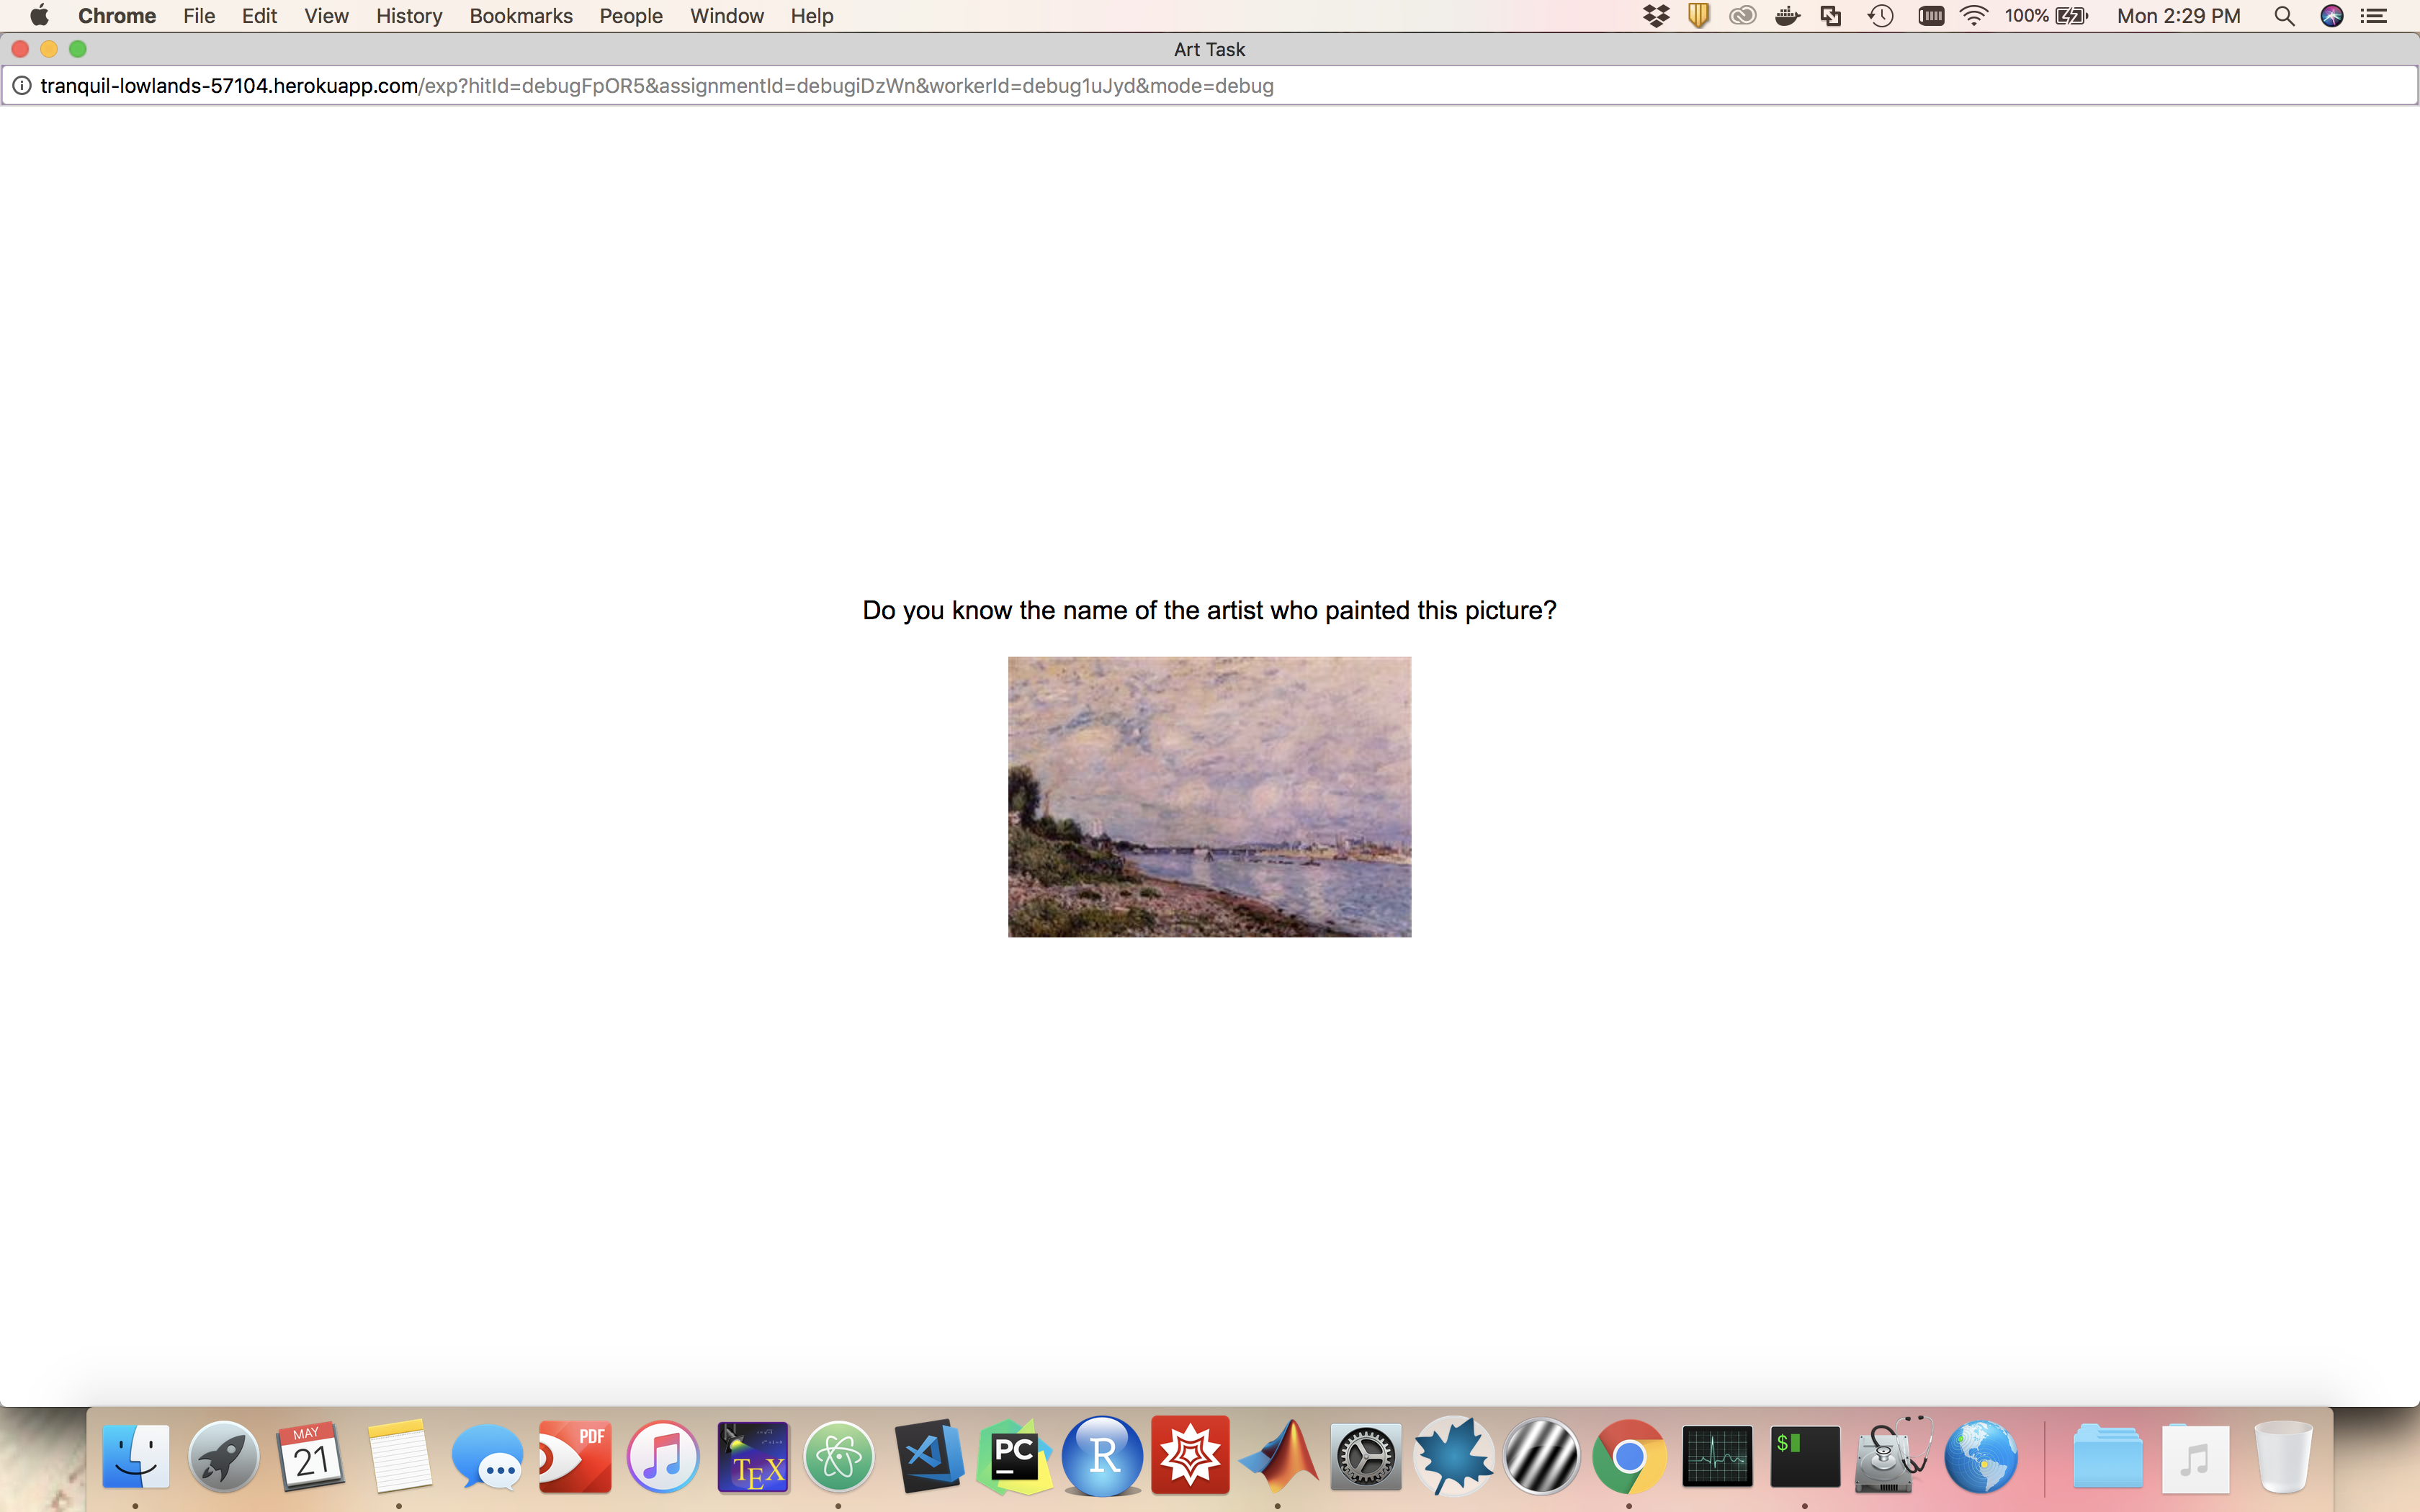 Chrome File Edit View History Bookmarks People Window Help 100% Mon 2:29 PM
Art Task
tranquil-lowlands-57104.herokuapp.com/exp?hitId=debugFpOR5&assignmentId=debugiDzWn&workerId=debug1uJyd&mode=debug
Do you know the name of the artist who painted this picture?
MAY
21
PDF
TEX
PC
R
$